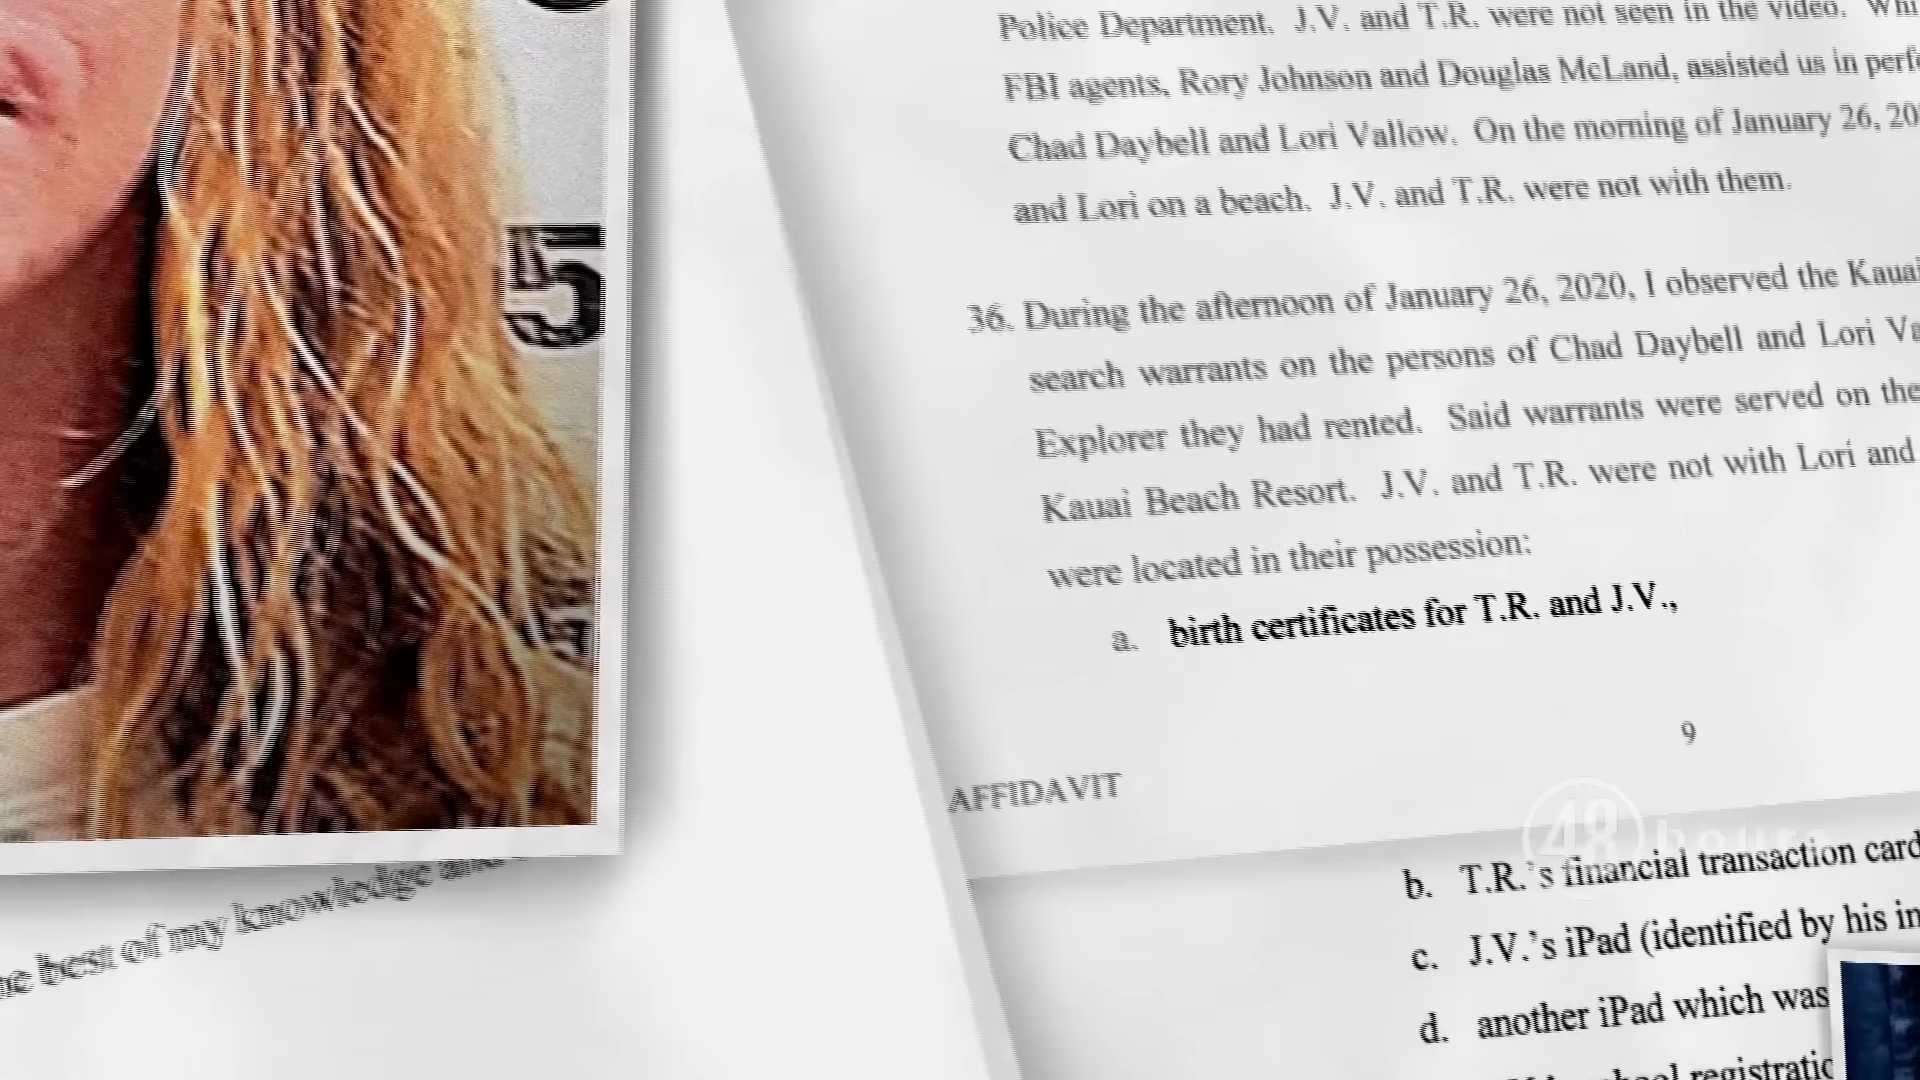 Police Department. J.V. and T.R. were not seen in the video.
FBI agents, Rory Johnson and Douglas McLand, assisted us in
Chad Daybell and Lori Vallow. On the morning of January 26,
and Lori on a beach. J.V. and T.R. were not with them.
36. During the afternoon of January 26, 2020, I observed the Kauai
search warrants on the persons of Chad Daybell and Lori
Explorer they had rented. Said warrants were served on the
Kauai Beach Resort. J.V. and T.R. were not with Lori and
were located in their possession:
a. birth certificates for T.R. and J.V.,
9
AFFIDAVIT
48 hours
b. T.R.'s financial transaction card
c. J.V.'s iPad (identified by his
d. another iPad which was
5
best of my knowledge and